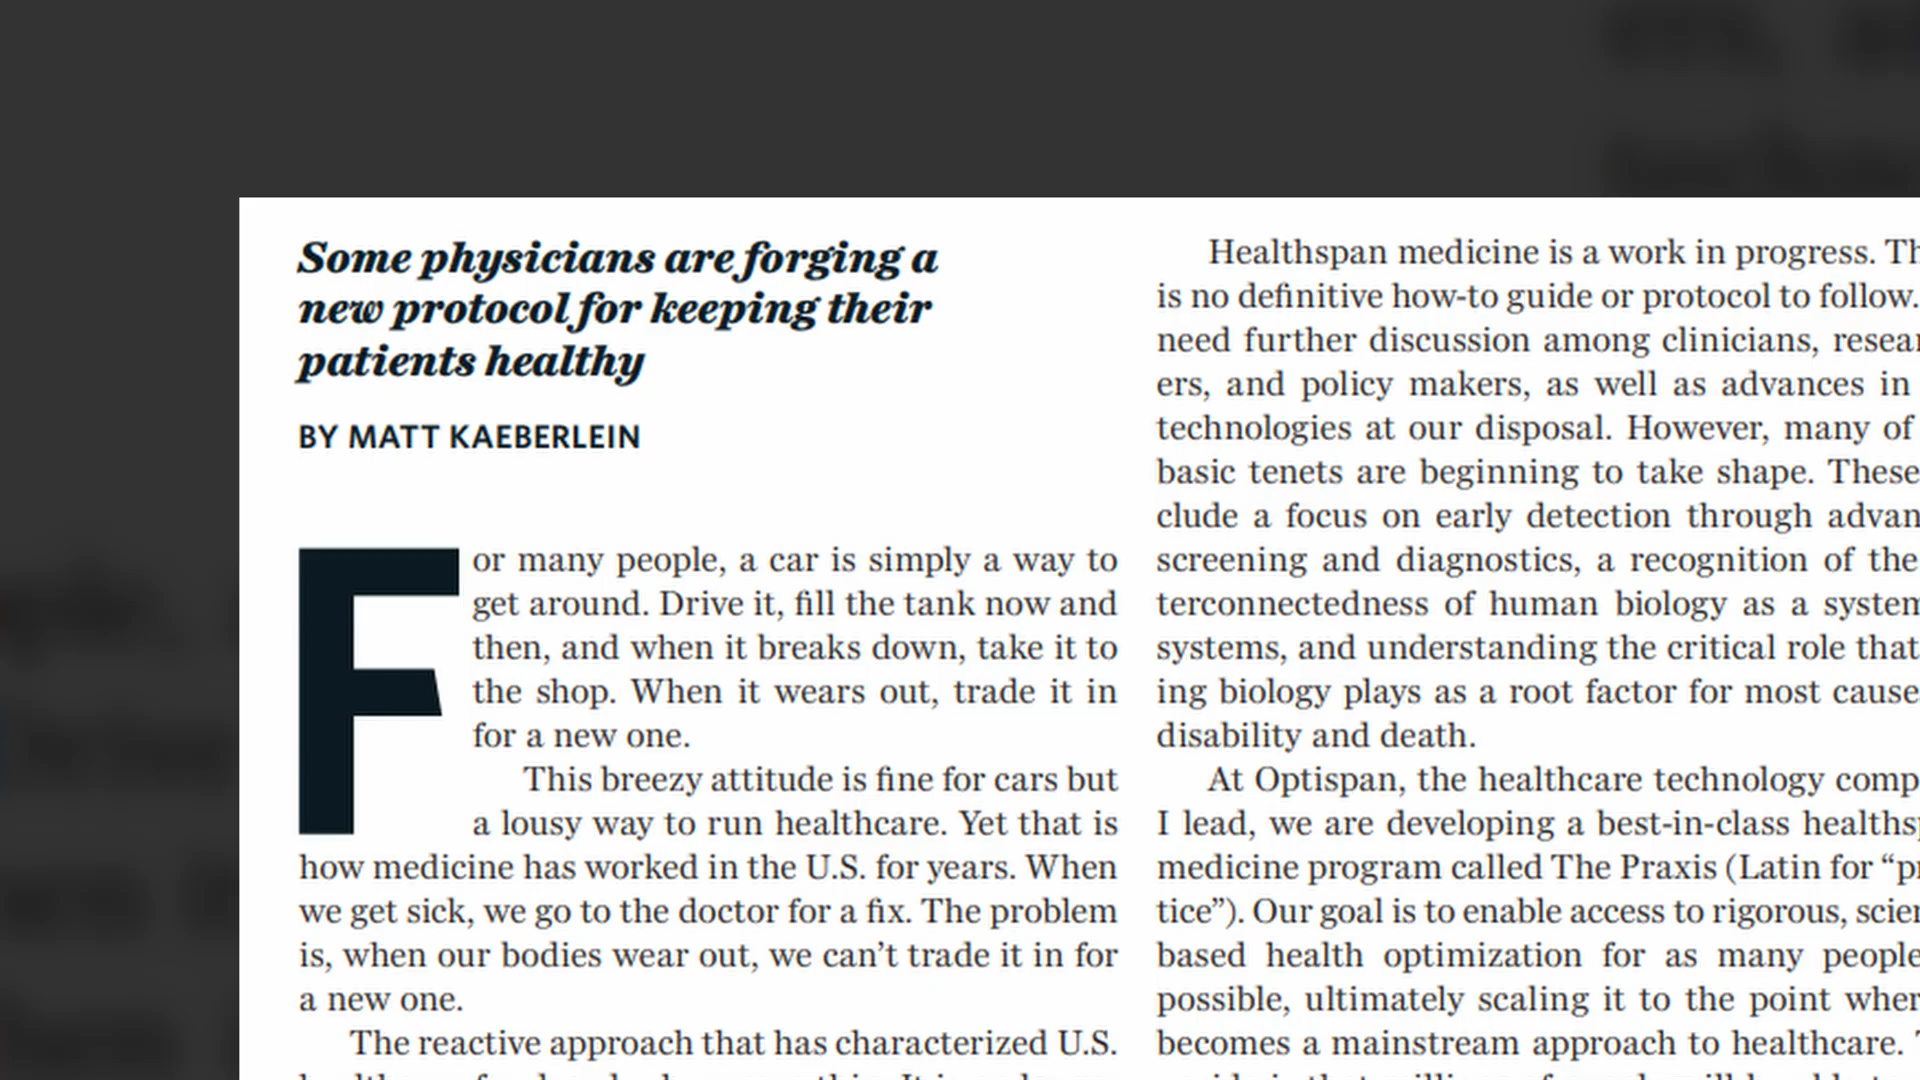 Some physicians are forging a
new protocol for keeping their
patients healthy
BY MATT KAEBERLEIN
For many people, a car is simply a way to
get around. Drive it, fill the tank now and
then, and when it breaks down, take it to
the shop. When it wears out, trade it in
for a new one.
This breezy attitude is fine for cars but
a lousy way to run healthcare. Yet that is
how medicine has worked in the U.S. for years. When
we get sick, we go to the doctor for a fix. The problem
is, when our bodies wear out, we can’t trade it in for
a new one.
The reactive approach that has characterized U.S.
Healthspan medicine is a work in progress.
is no definitive how-to guide or protocol to follow.
need further discussion among clinicians,
ers, and policy makers, as well as advances in
technologies at our disposal. However, many of
basic tenets are beginning to take shape. These
clude a focus on early detection through
screening and diagnostics, a recognition of the
terconnectedness of human biology as a
systems, and understanding the critical role that
ing biology plays as a root factor for most
disability and death.
At Optispan, the healthcare technology
I lead, we are developing a best-in-class
medicine program called The Praxis (Latin for
tice”). Our goal is to enable access to rigorous,
based health optimization for as many people
possible, ultimately scaling it to the point
becomes a mainstream approach to healthcare.